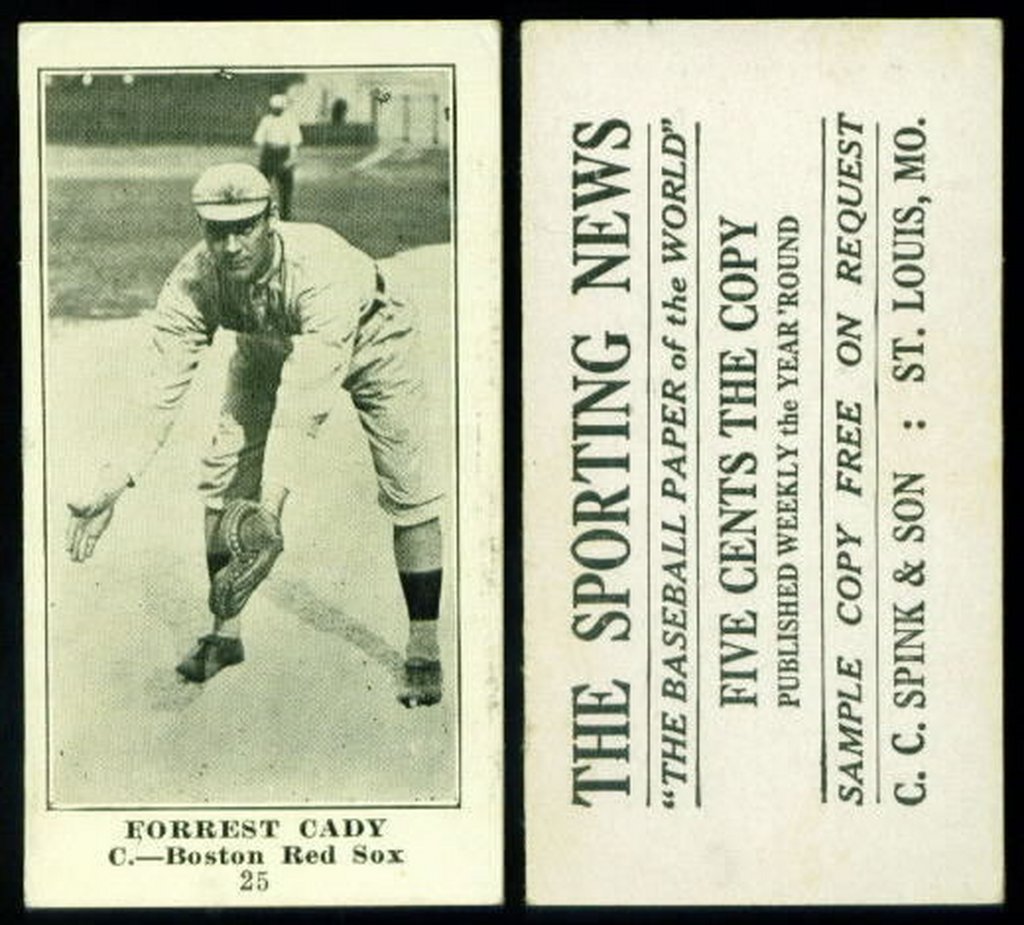 FORREST CADY
C.—Boston Red Sox
25
THE SPORTING NEWS
"THE BASEBALL PAPER of the WORLD"
FIVE CENTS THE COPY
PUBLISHED WEEKLY the YEAR 'ROUND
SAMPLE COPY FREE ON REQUEST
C. C. SPINK & SON : ST. LOUIS, MO.